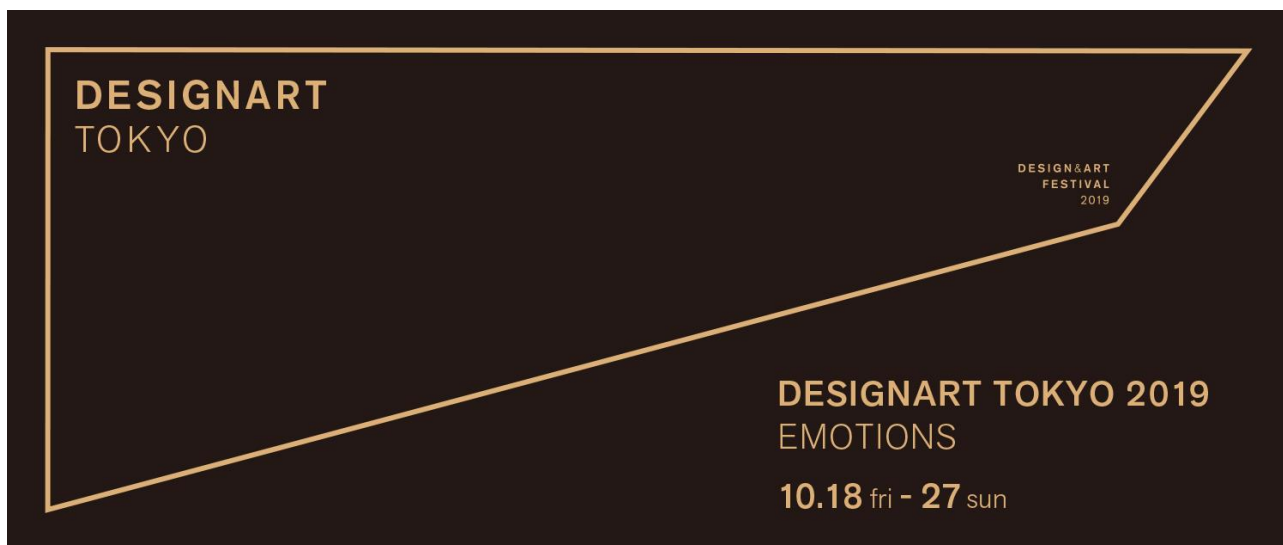 DESIGNART
TOKYO
DESIGN&ART
FESTIVAL
2019
DESIGNART TOKYO 2019
EMOTIONS
10.18 fri - 27 sun